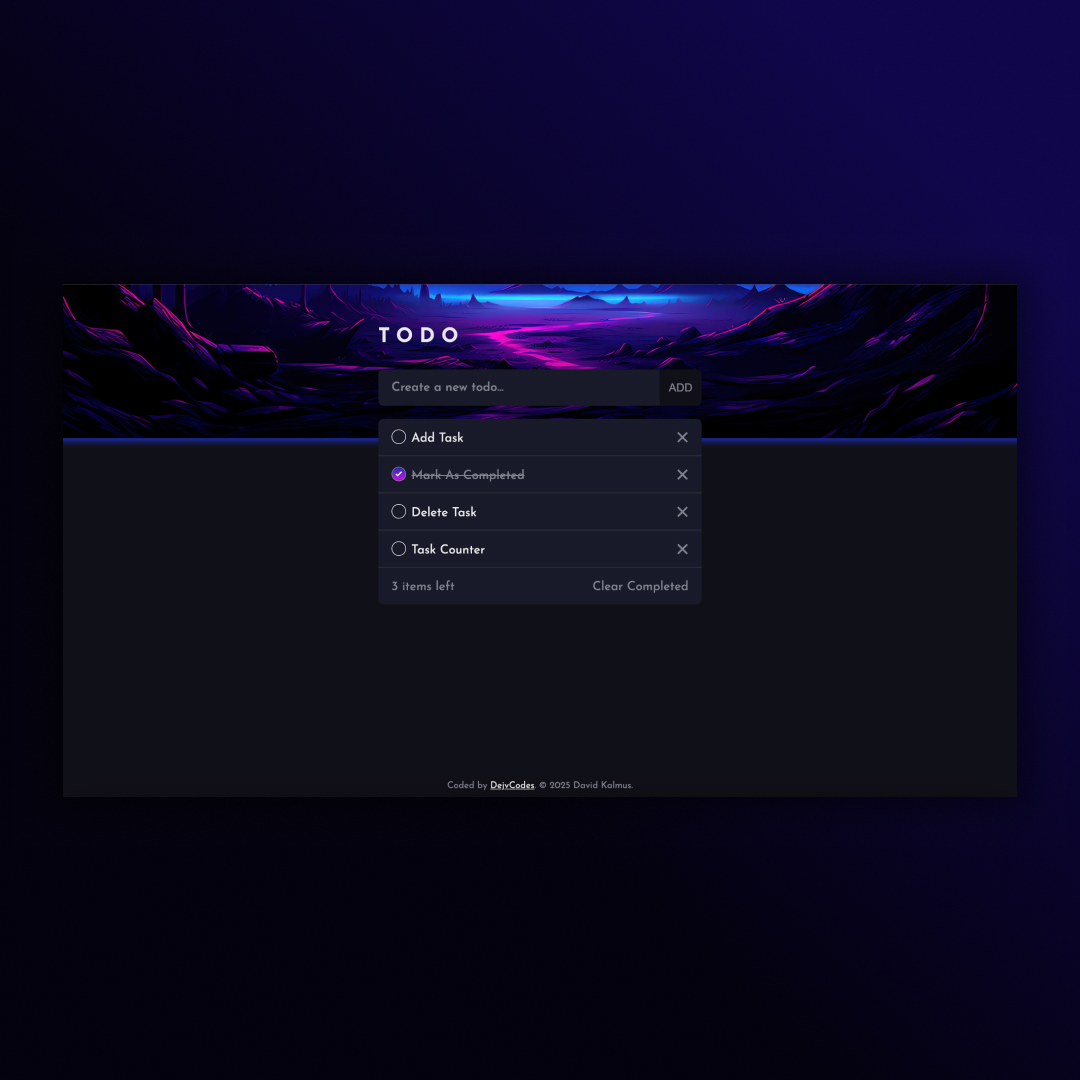 TODO
Create a new todo... ADD
Add Task
Mark As Completed
Delete Task
Task Counter
3 items left Clear Completed
Coded by DejvCodes. © 2025 David Kalmus.